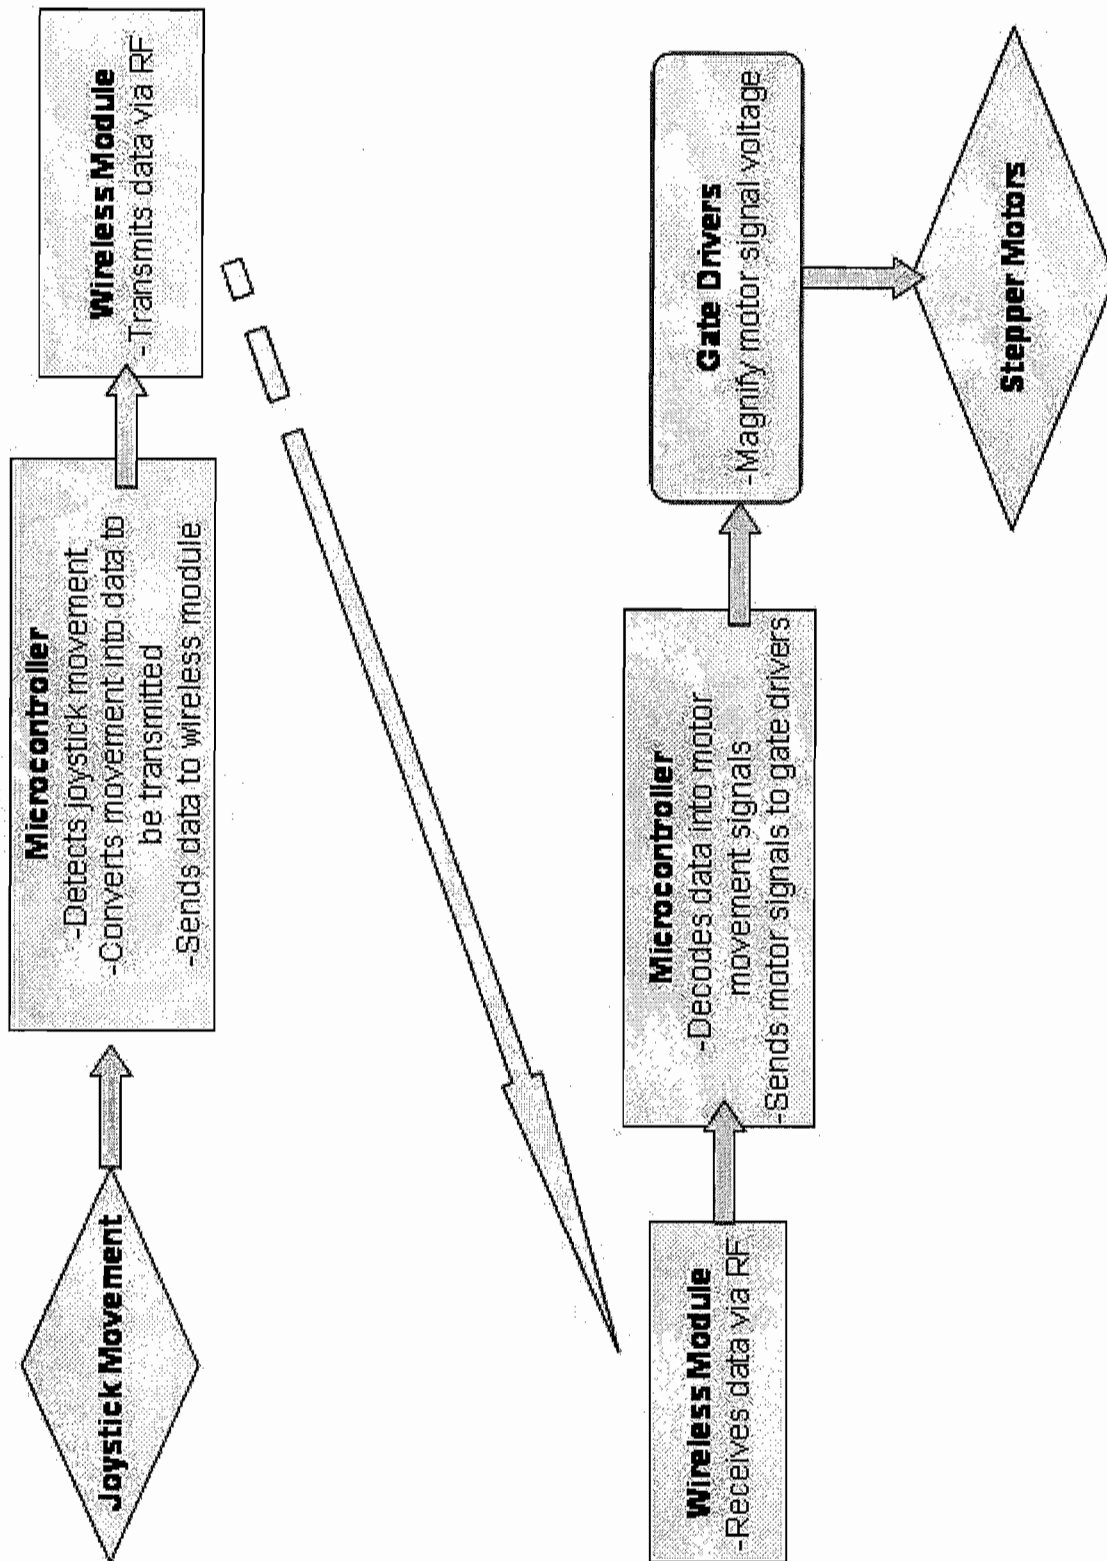 Joystick Movement
Microcontroller
-Detects joystick movement
-Converts movement into data to
be transmitted
-Sends data to wireless module
Wireless Module
-Transmits data via RF
Wireless Module
-Receives data via RF
Microcontroller
-Decodes data into motor
movement signals
-Sends motor signals to gate drivers
Gate Drivers
-Magnify motor signal voltage
Stepper Motors